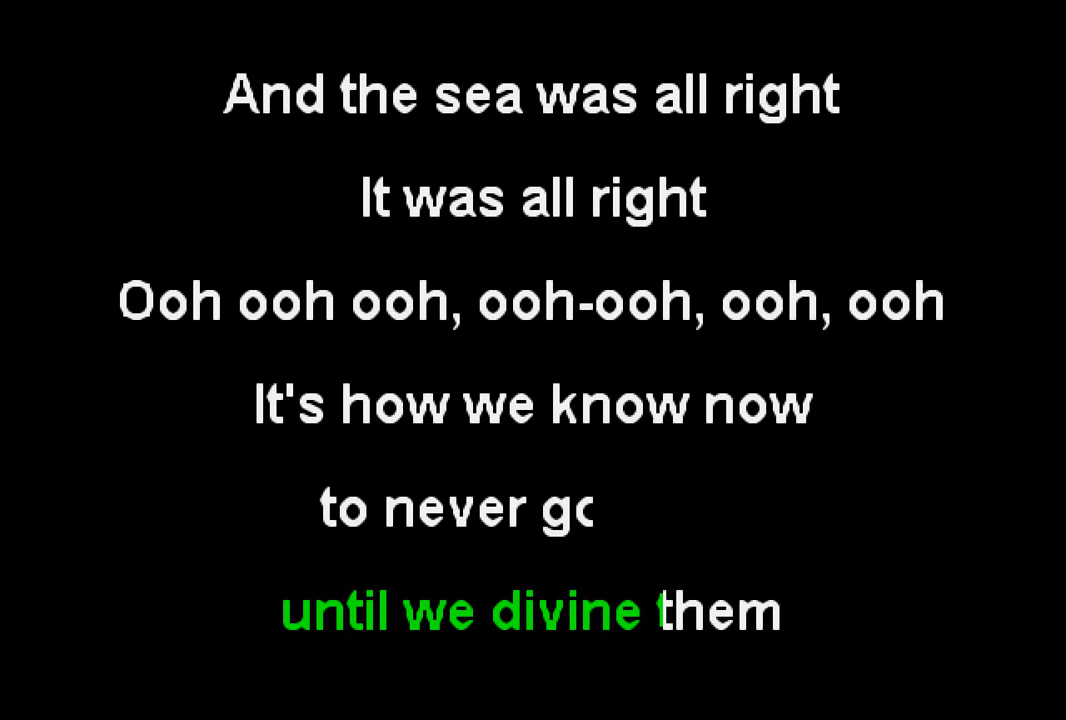 And the sea was all right
It was all right
Ooh ooh ooh, ooh-ooh, ooh, ooh
It's how we know now
to never
until we divine them